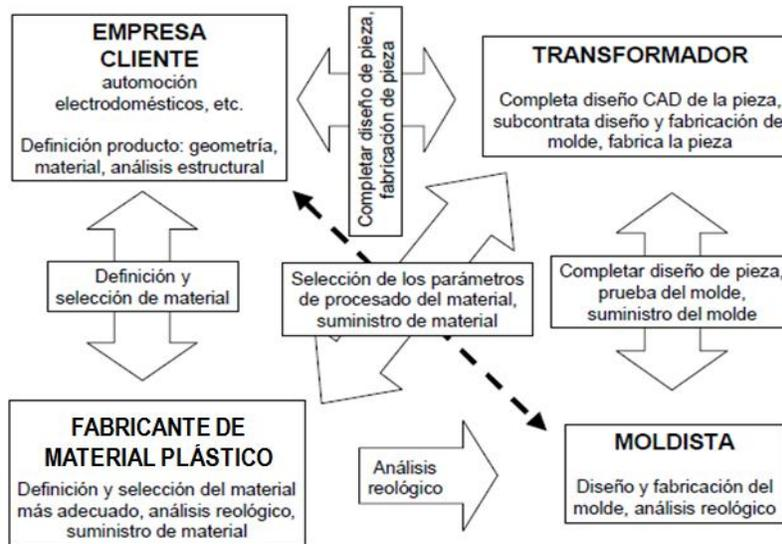 EMPRESA
CLIENTE
automoción
electrodomésticos, etc.
Definición producto: geometría,
material, análisis estructural
Completar diseño de pieza,
fabricación de pieza
TRANSFORMADOR
Completa diseño CAD de la pieza,
subcontrata diseño y fabricación de
molde, fabrica la pieza
Definición y
selección de material
Selección de los parámetros
de procesado del material,
suministro de material
Completar diseño de pieza,
prueba del molde,
suministro del molde
FABRICANTE DE
MATERIAL PLÁSTICO
Definición y selección del material
más adecuado, análisis reológico,
suministro de material
Análisis
reológico
MOLDISTA
Diseño y fabricación del
molde, análisis reológico